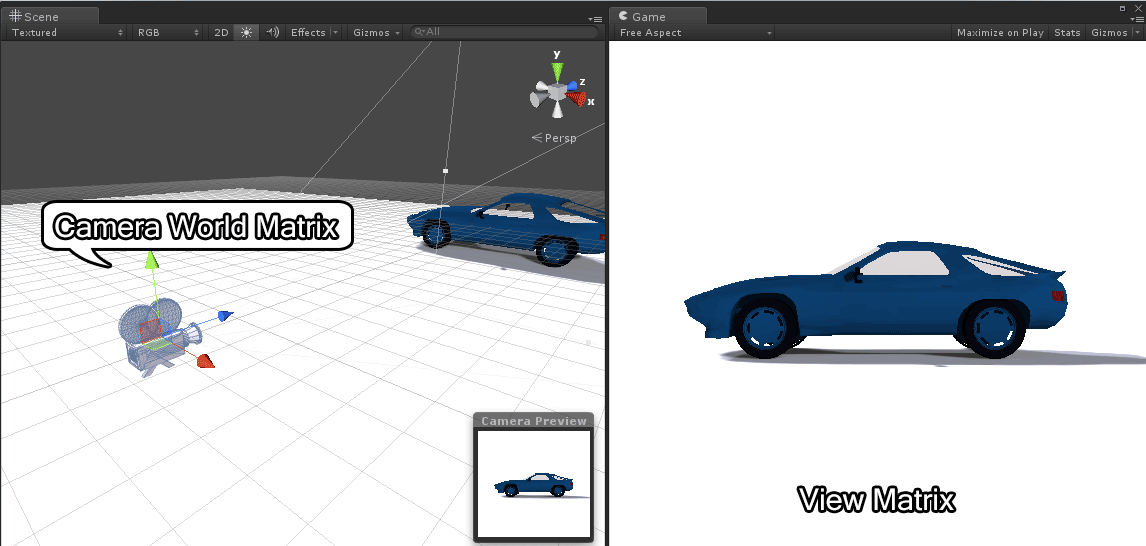 Scene
Textured RGB 2D Effects Gizmos All
y
z
x
Persp
Camera World Matrix
Camera Preview
Game
Free Aspect Maximize on Play Stats Gizmos
View Matrix